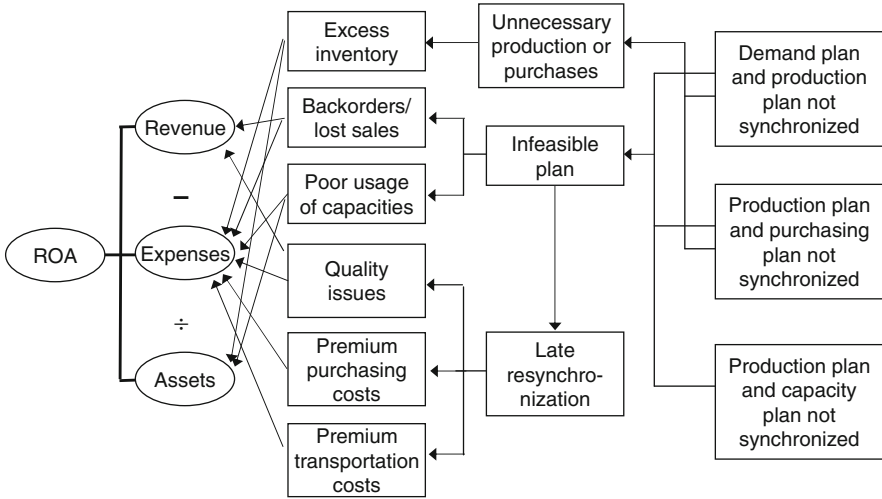 ROA
Revenue
−
Expenses
÷
Assets
Excess
inventory
Backorders/
lost sales
Poor usage
of capacities
Quality
issues
Premium
purchasing
costs
Premium
transportation
costs
Unnecessary
production or
purchases
Infeasible
plan
Late
resynchro-
nization
Demand plan
and production
plan not
synchronized
Production plan
and purchasing
plan not
synchronized
Production plan
and capacity
plan not
synchronized